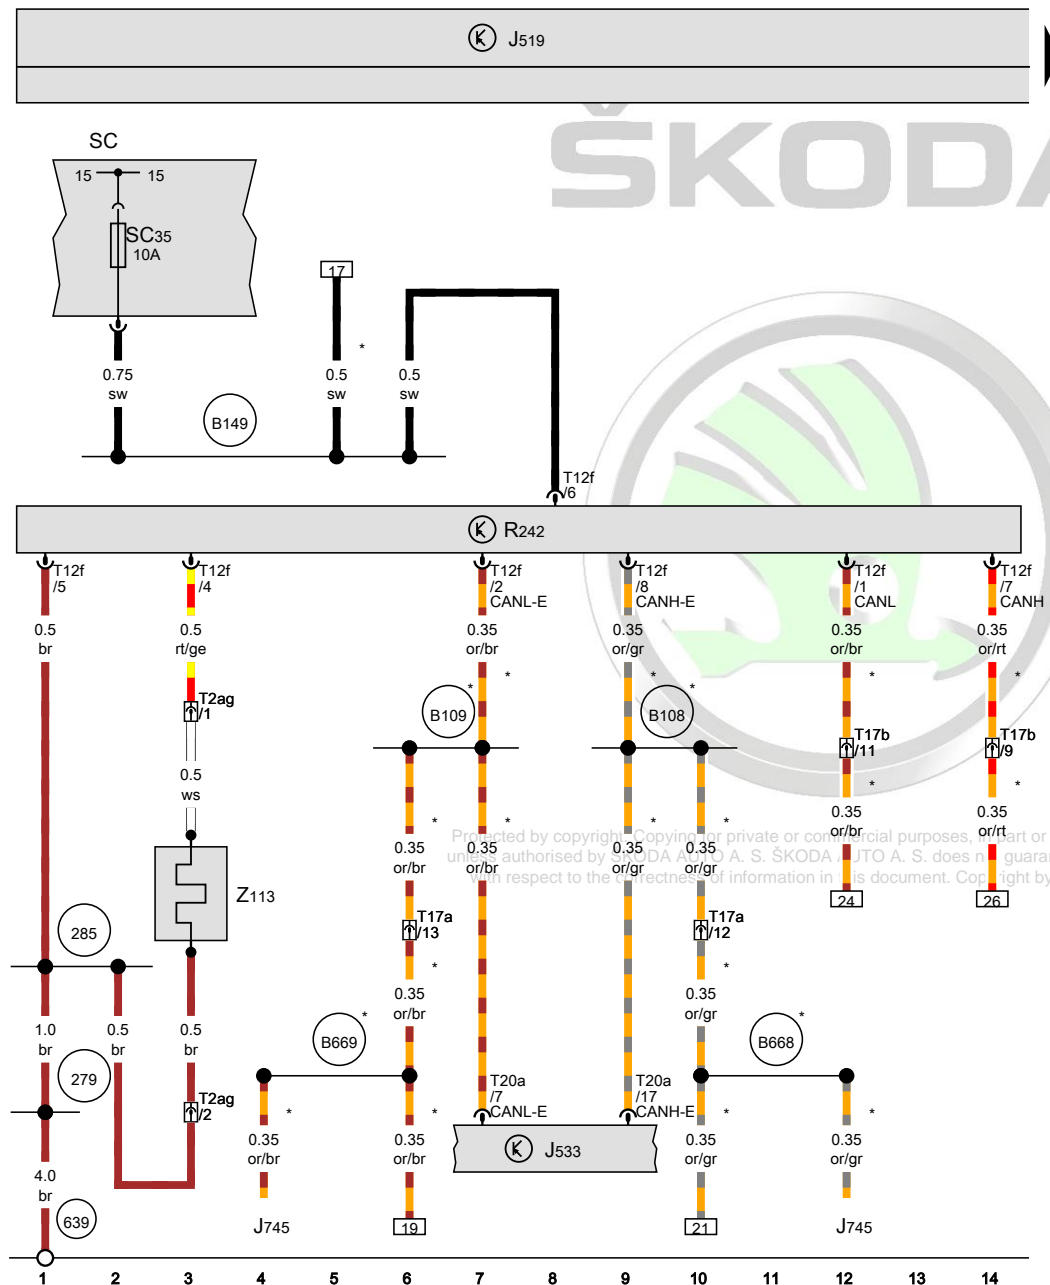 J519
ŠKODA
SC
15 15
SC35
10A
17
*
0.75
sw
0.5
sw
0.5
sw
B149
T12f
/6
R242
T12f
/5
T12f
/4
T12f
/2
CANL-E
T12f
/8
CANH-E
T12f
/1
CANL
T12f
/7
CANH
0.5
br
0.5
rt/ge
0.35
or/br
0.35
or/gr
0.35
or/br
0.35
or/rt
* * * *
T2ag
/1
* B109
B108 *
T17b
/11
T17b
/9
0.5
ws
* * * * * *
0.35
or/br
0.35
or/rt
Protected by copyright. Copying for private or commercial purposes, in part or
unless authorised by ŠKODA AUTO A. S. ŠKODA AUTO A. S. does not guaran
with respect to the correctness of information in this document. Copyright by
0.35
or/br
0.35
or/br
0.35
or/gr
0.35
or/gr
Z113
24
26
T17a
/13
T17a
/12
285
* *
0.35
or/br
0.35
or/gr
1.0
br
0.5
br
0.5
br
B669 *
B668 *
279
T2ag
/2
T20a
/7
CANL-E
T20a
/17
CANH-E
* * * *
J533
0.35
or/br
0.35
or/br
0.35
or/gr
0.35
or/gr
4.0
br
639
J745
19
21
J745
1 2 3 4 5 6 7 8 9 10 11 12 13 14